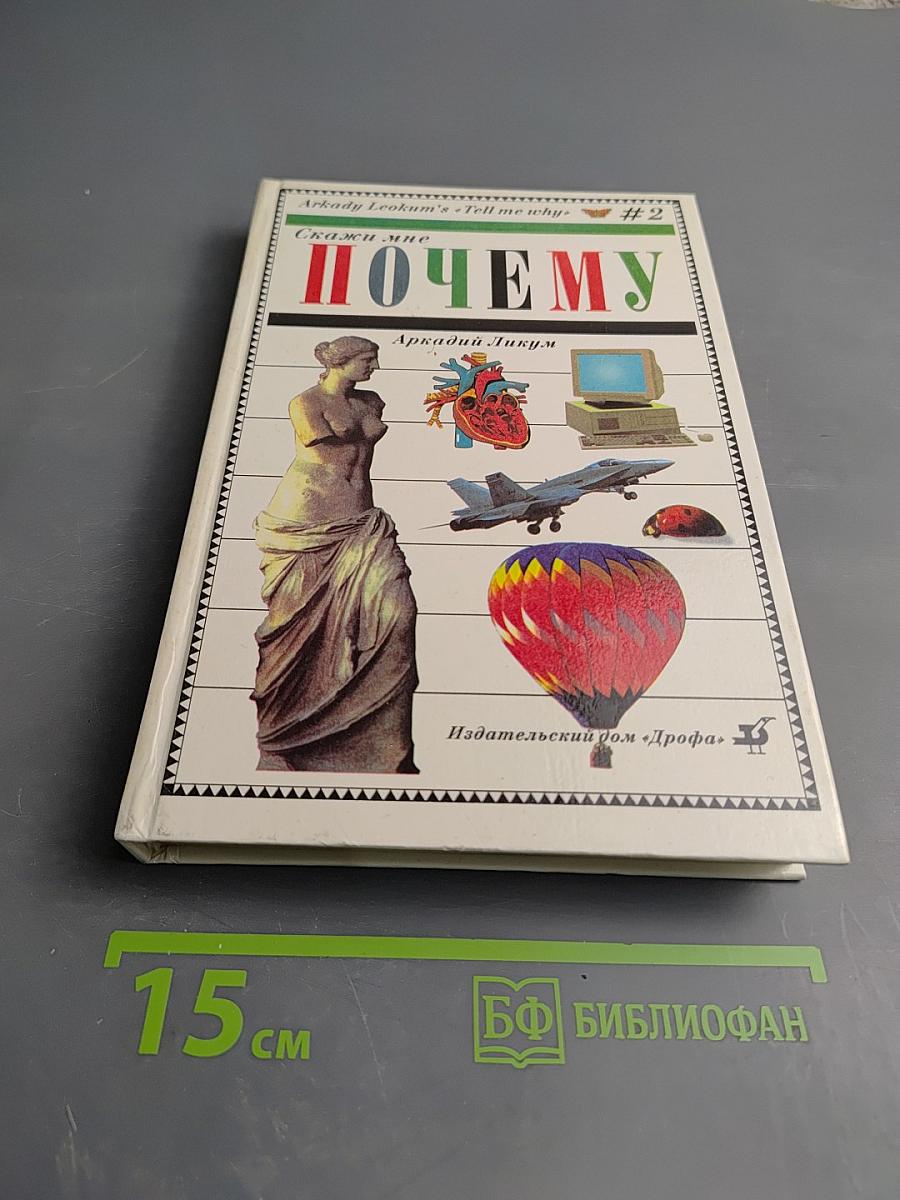 Arkady Leokum's «Tell me why» #2
Скажи мне
ПОЧЕМУ
Аркадий Ликум
Издательский дом «Дрофа»
15 см
БФ БИБЛИОФАН